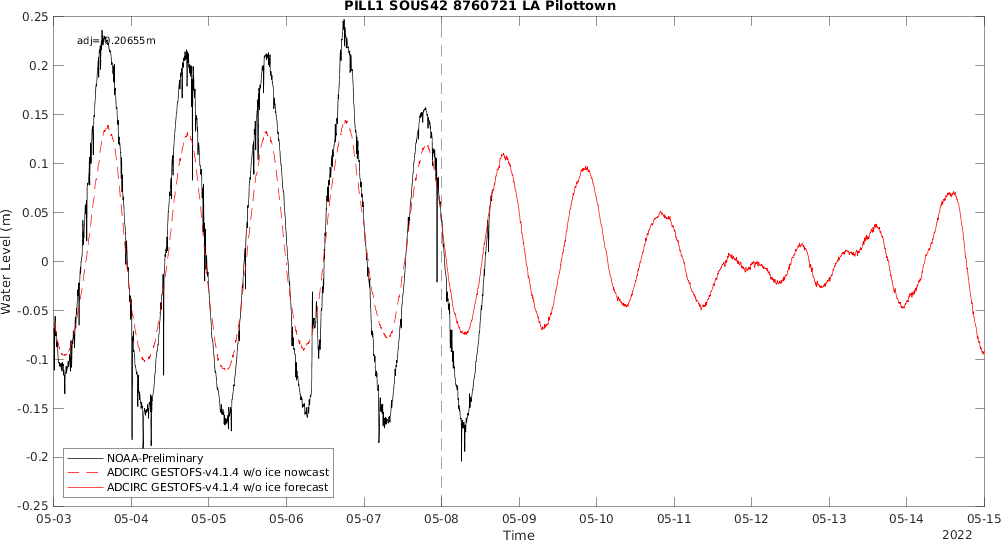 PILL1 SOUS42 8760721 LA Pilottown
adj=-0.20655m
Water Level (m)
0.25
0.2
0.15
0.1
0.05
0
-0.05
-0.1
-0.15
-0.2
-0.25
NOAA-Preliminary
ADCIRC GESTOFS-v4.1.4 w/o ice nowcast
ADCIRC GESTOFS-v4.1.4 w/o ice forecast
05-03 05-04 05-05 05-06 05-07 05-08 05-09 05-10 05-11 05-12 05-13 05-14 05-15
Time
2022